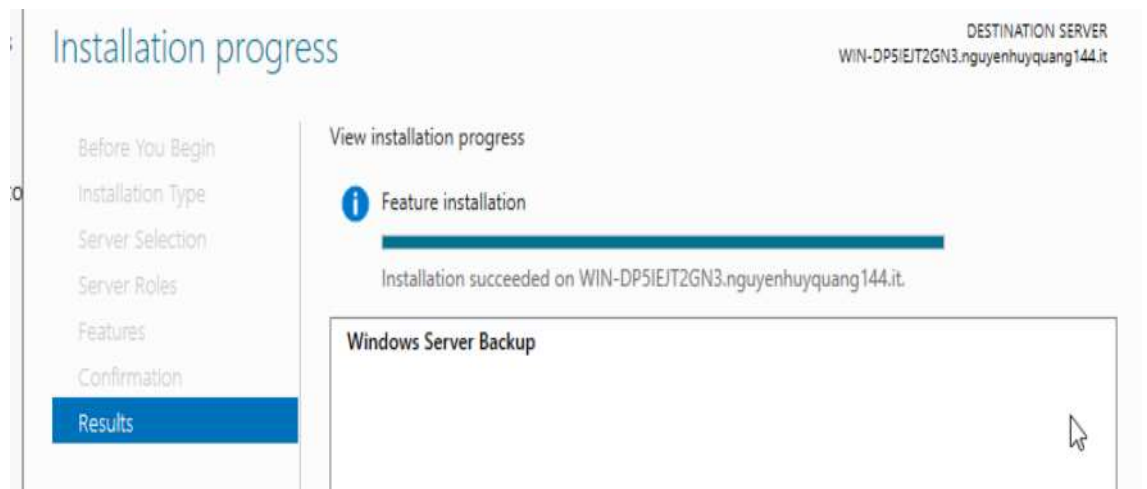 Installation progress
DESTINATION SERVER
WIN-DP5IEJT2GN3.nguyenhuyquang144.it
Before You Begin
Installation Type
Server Selection
Server Roles
Features
Confirmation
Results
View installation progress
Feature installation
Installation succeeded on WIN-DP5IEJT2GN3.nguyenhuyquang144.it.
Windows Server Backup